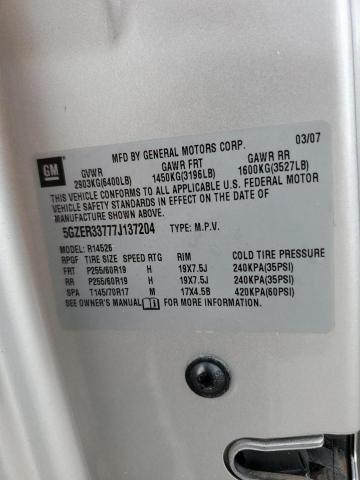 GM
MFD BY GENERAL MOTORS CORP. 03/07
GVWR GAWR FRT GAWR RR
2903KG(6400LB) 1450KG(3196LB) 1600KG(3527LB)
THIS VEHICLE CONFORMS TO ALL APPLICABLE U.S. FEDERAL MOTOR
VEHICLE SAFETY STANDARDS IN EFFECT ON THE DATE OF
MANUFACTURE SHOWN ABOVE.
5GZER33777J137204 TYPE: M.P.V.
MODEL: R14526
RPGF TIRE SIZE SPEED RTG RIM COLD TIRE PRESSURE
FRT P255/60R19 H 19X7.5J 240KPA(35PSI)
RR P255/60R19 H 19X7.5J 240KPA(35PSI)
SPA T145/70R17 M 17X4.5B 420KPA(60PSI)
SEE OWNER'S MANUAL FOR MORE INFORMATION.